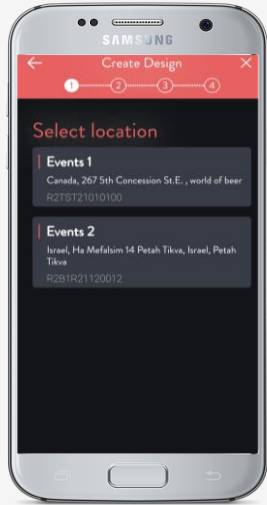 SAMSUNG
Create Design
1 2 3 4
Select location
Events 1
Canada, 267 5th Concession St.E. , world of beer
R2TST21010100
Events 2
Israel, Ha Mefalsim 14 Petah Tikva, Israel, Petah
Tikva
R2B1R21120012